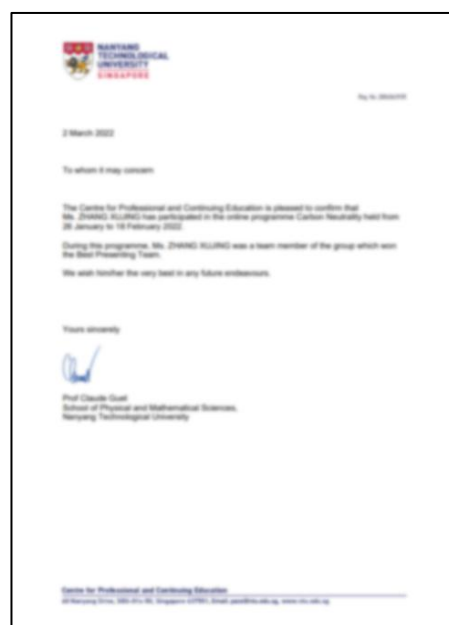 NANYANG
TECHNOLOGICAL
UNIVERSITY
SINGAPORE
2 March 2022
To whom it may concern
The Centre for Professional and Continuing Education is pleased to confirm that
Ms. ZHANG XUJING has participated in the online programme Carbon Neutrality held from
26 January to 18 February 2022.
During this programme, Ms. ZHANG XUJING was a team member of the group which won
the Best Presenting Team.
We wish him/her the very best in any future endeavours.
Yours sincerely
Prof Claude Guet
School of Physical and Mathematical Sciences,
Nanyang Technological University
Centre for Professional and Continuing Education